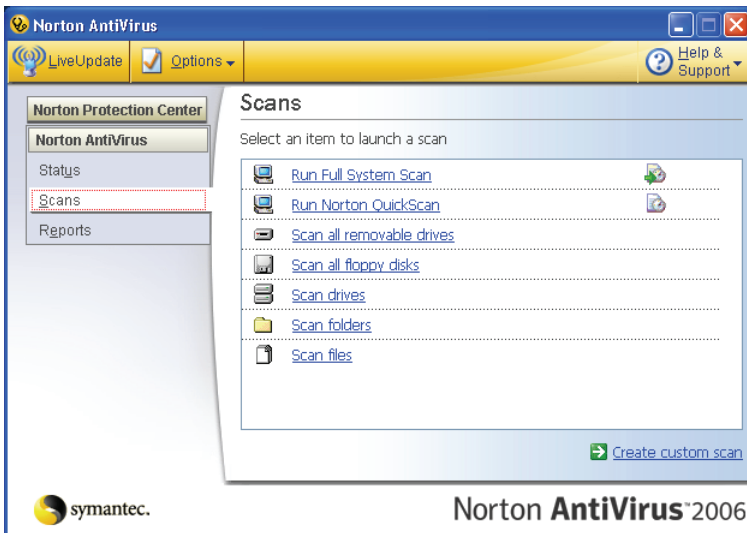 Norton AntiVirus
LiveUpdate Options Help & Support
Norton Protection Center
Norton AntiVirus
Status
Scans
Reports
Scans
Select an item to launch a scan
Run Full System Scan
Run Norton QuickScan
Scan all removable drives
Scan all floppy disks
Scan drives
Scan folders
Scan files
Create custom scan
symantec.
Norton AntiVirus™2006